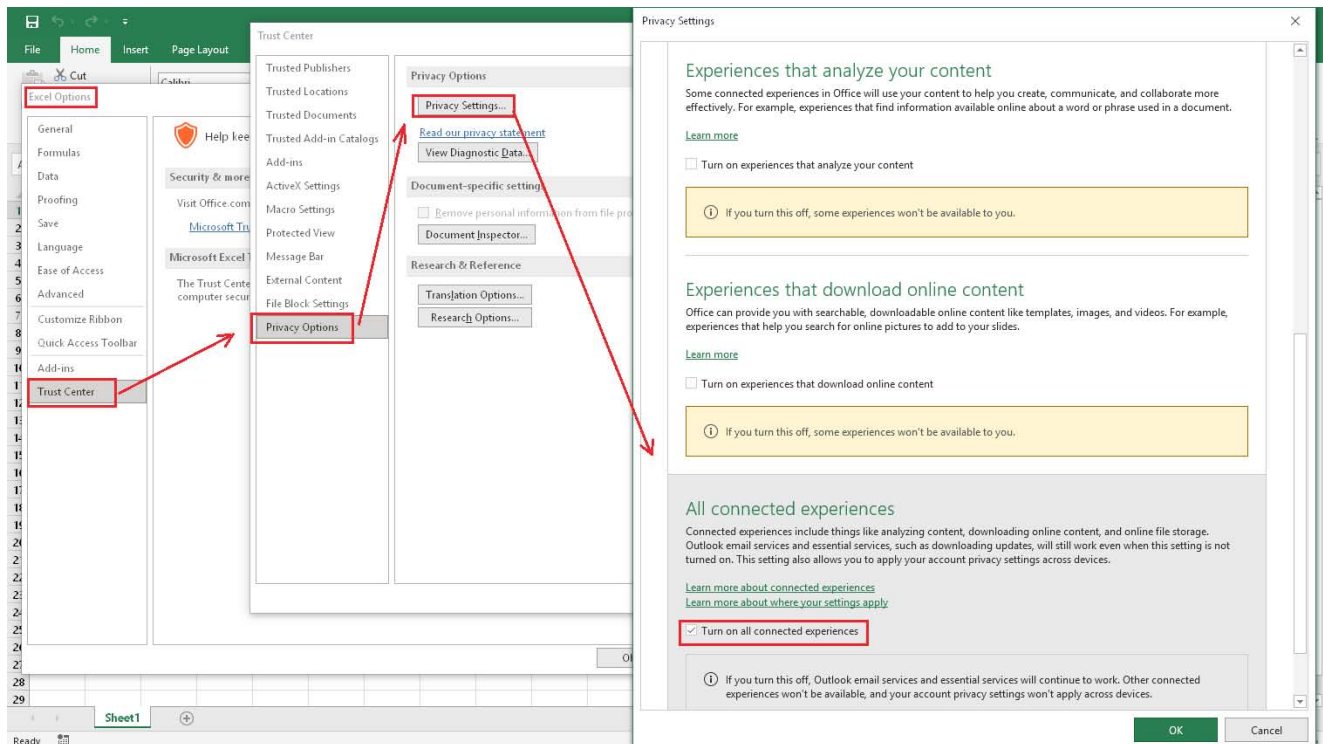 File Home Insert Page Layout
Cut
Calibri
Excel Options
General
Formulas
Data
Proofing
Save
Language
Ease of Access
Advanced
Customize Ribbon
Quick Access Toolbar
Add-ins
Trust Center
Help kee
Security & more
Visit Office.com
Microsoft Tru
Microsoft Excel T
The Trust Cente
computer secur
Trust Center
Trusted Publishers
Trusted Locations
Trusted Documents
Trusted Add-in Catalogs
Add-ins
ActiveX Settings
Macro Settings
Protected View
Message Bar
External Content
File Block Settings
Privacy Options
Privacy Options
Privacy Settings...
Read our privacy statement
View Diagnostic Data...
Document-specific settings
Remove personal information from file pro
Document Inspector...
Research & Reference
Translation Options...
Research Options...
Privacy Settings
Experiences that analyze your content
Some connected experiences in Office will use your content to help you create, communicate, and collaborate more
effectively. For example, experiences that find information available online about a word or phrase used in a document.
Learn more
Turn on experiences that analyze your content
If you turn this off, some experiences won't be available to you.
Experiences that download online content
Office can provide you with searchable, downloadable online content like templates, images, and videos. For example,
experiences that help you search for online pictures to add to your slides.
Learn more
Turn on experiences that download online content
If you turn this off, some experiences won't be available to you.
All connected experiences
Connected experiences include things like analyzing content, downloading online content, and online file storage.
Outlook email services and essential services, such as downloading updates, will still work even when this setting is not
turned on. This setting also allows you to apply your account privacy settings across devices.
Learn more about connected experiences
Learn more about where your settings apply
Turn on all connected experiences
If you turn this off, Outlook email services and essential services will continue to work. Other connected
experiences won't be available, and your account privacy settings won't apply across devices.
OK Cancel
28
29
Sheet1
Ready